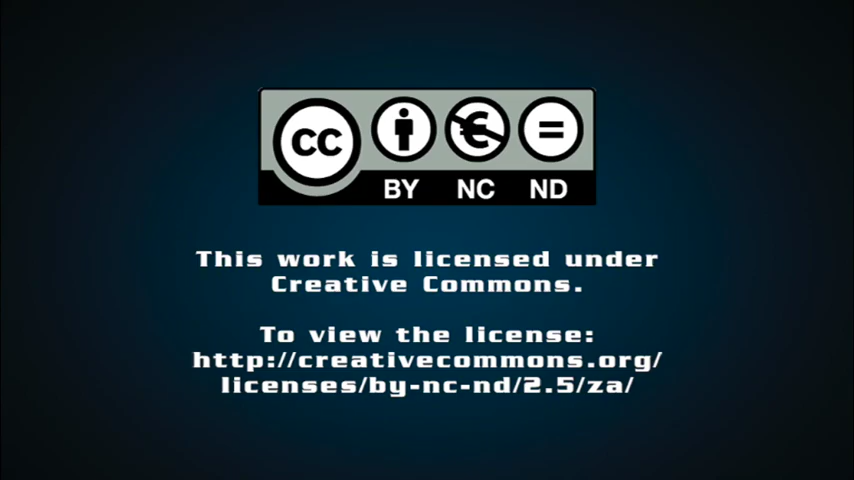 CC
BY NC ND
This work is licensed under
Creative Commons.
To view the license:
http://creativecommons.org/
licenses/by-nc-nd/2.5/za/